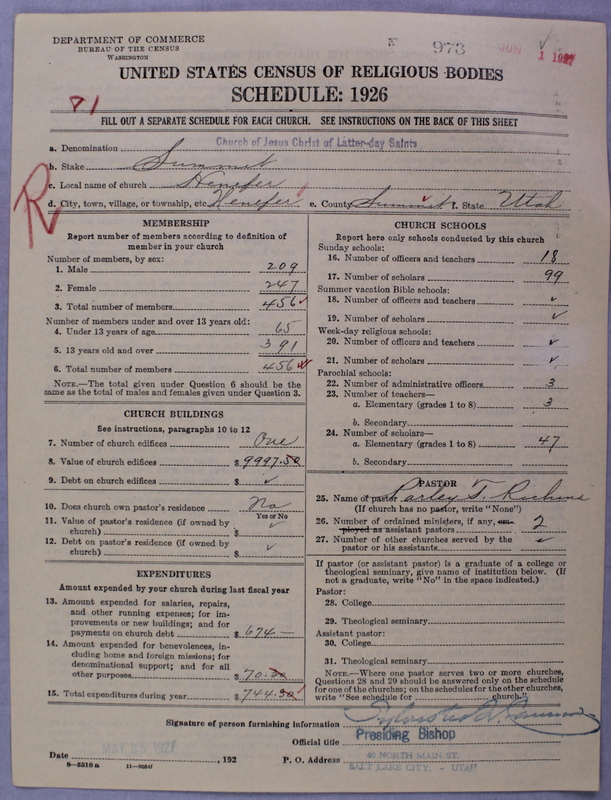 DEPARTMENT OF COMMERCE
BUREAU OF THE CENSUS
WASHINGTON
973
JUN 1 1927
UNITED STATES CENSUS OF RELIGIOUS BODIES
SCHEDULE: 1926
FILL OUT A SEPARATE SCHEDULE FOR EACH CHURCH. SEE INSTRUCTIONS ON THE BACK OF THIS SHEET
a. Denomination Church of Jesus Christ of Latter-day Saints
b. Stake Summit
R
c. Local name of church Henefer
d. City, town, village, or township, etc. Henefer e. County Summit f. State Utah
MEMBERSHIP
Report number of members according to definition of
member in your church
Number of members, by sex:
1. Male 209
2. Female 247
3. Total number of members 456
Number of members under and over 13 years old:
4. Under 13 years of age 65
5. 13 years old and over 391
6. Total number of members 456
NOTE.—The total given under Question 6 should be
same as the total of males and females given under Question 3.
CHURCH BUILDINGS
See instructions, paragraphs 10 to 12
7. Number of church edifices One
8. Value of church edifices $ 9997.50
9. Debt on church edifices $ ✓
10. Does church own pastor's residence No
Yes or No
11. Value of pastor's residence (if owned by
church) $ ✓
12. Debt on pastor's residence (if owned by
church) $ ✓
EXPENDITURES
Amount expended by your church during last fiscal year
13. Amount expended for salaries, repairs,
and other running expenses; for im-
provements or new buildings; and for
payments on church debt $ 674—
14. Amount expended for benevolences, in-
cluding home and foreign missions; for
denominational support; and for all
other purposes $ 70.30
15. Total expenditures during year $ 744.30
CHURCH SCHOOLS
Report here only schools conducted by this church
Sunday schools:
16. Number of officers and teachers 18
17. Number of scholars 99
Summer vacation Bible schools:
18. Number of officers and teachers ✓
19. Number of scholars ✓
Week-day religious schools:
20. Number of officers and teachers ✓
21. Number of scholars ✓
Parochial schools:
22. Number of administrative officers 3
23. Number of teachers—
a. Elementary (grades 1 to 8) 3
b. Secondary
24. Number of scholars—
a. Elementary (grades 1 to 8) 47
b. Secondary
PASTOR
25. Name of pastor Parley T. Richins
(If church has no pastor, write "None")
26. Number of ordained ministers, if any, em-
ployed as assistant pastors 2
27. Number of other churches served by the
pastor or his assistants ✓
If pastor (or assistant pastor) is a graduate of a college or
theological seminary, give name of institution below. (If
not a graduate, write "No" in the space indicated.)
Pastor:
28. College
29. Theological seminary
Assistant pastor:
30. College
31. Theological seminary
NOTE.—Where one pastor serves two or more churches,
Questions 28 and 29 should be answered only on the schedule
for one of the churches; on the schedules for the other churches,
write "See schedule for church."
Signature of person furnishing information Sylvester Q. Cannon
Official title Presiding Bishop
Date MAY 25 1927, 192 P. O. Address 40 NORTH MAIN ST.
SALT LAKE CITY, - UTAH
8—5518a